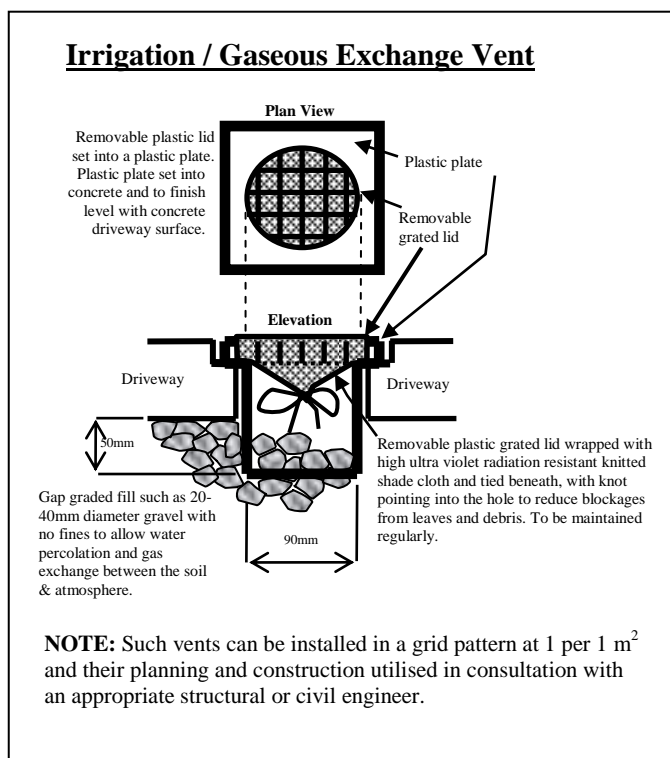 Irrigation / Gaseous Exchange Vent
Plan View
Removable plastic lid
set into a plastic plate.
Plastic plate set into
concrete and to finish
level with concrete
driveway surface.
Plastic plate
Removable
grated lid
Elevation
Driveway
Driveway
50mm
Removable plastic grated lid wrapped with
high ultra violet radiation resistant knitted
shade cloth and tied beneath, with knot
pointing into the hole to reduce blockages
from leaves and debris. To be maintained
regularly.
Gap graded fill such as 20-
40mm diameter gravel with
no fines to allow water
percolation and gas
exchange between the soil
& atmosphere.
90mm
NOTE: Such vents can be installed in a grid pattern at 1 per 1 m²
and their planning and construction utilised in consultation with
an appropriate structural or civil engineer.